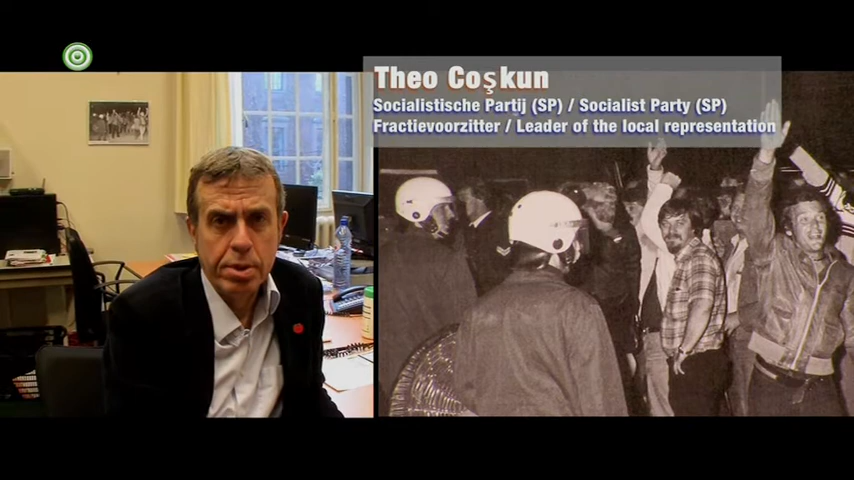 Theo Coşkun
Socialistische Partij (SP) / Socialist Party (SP)
Fractievoorzitter / Leader of the local representation